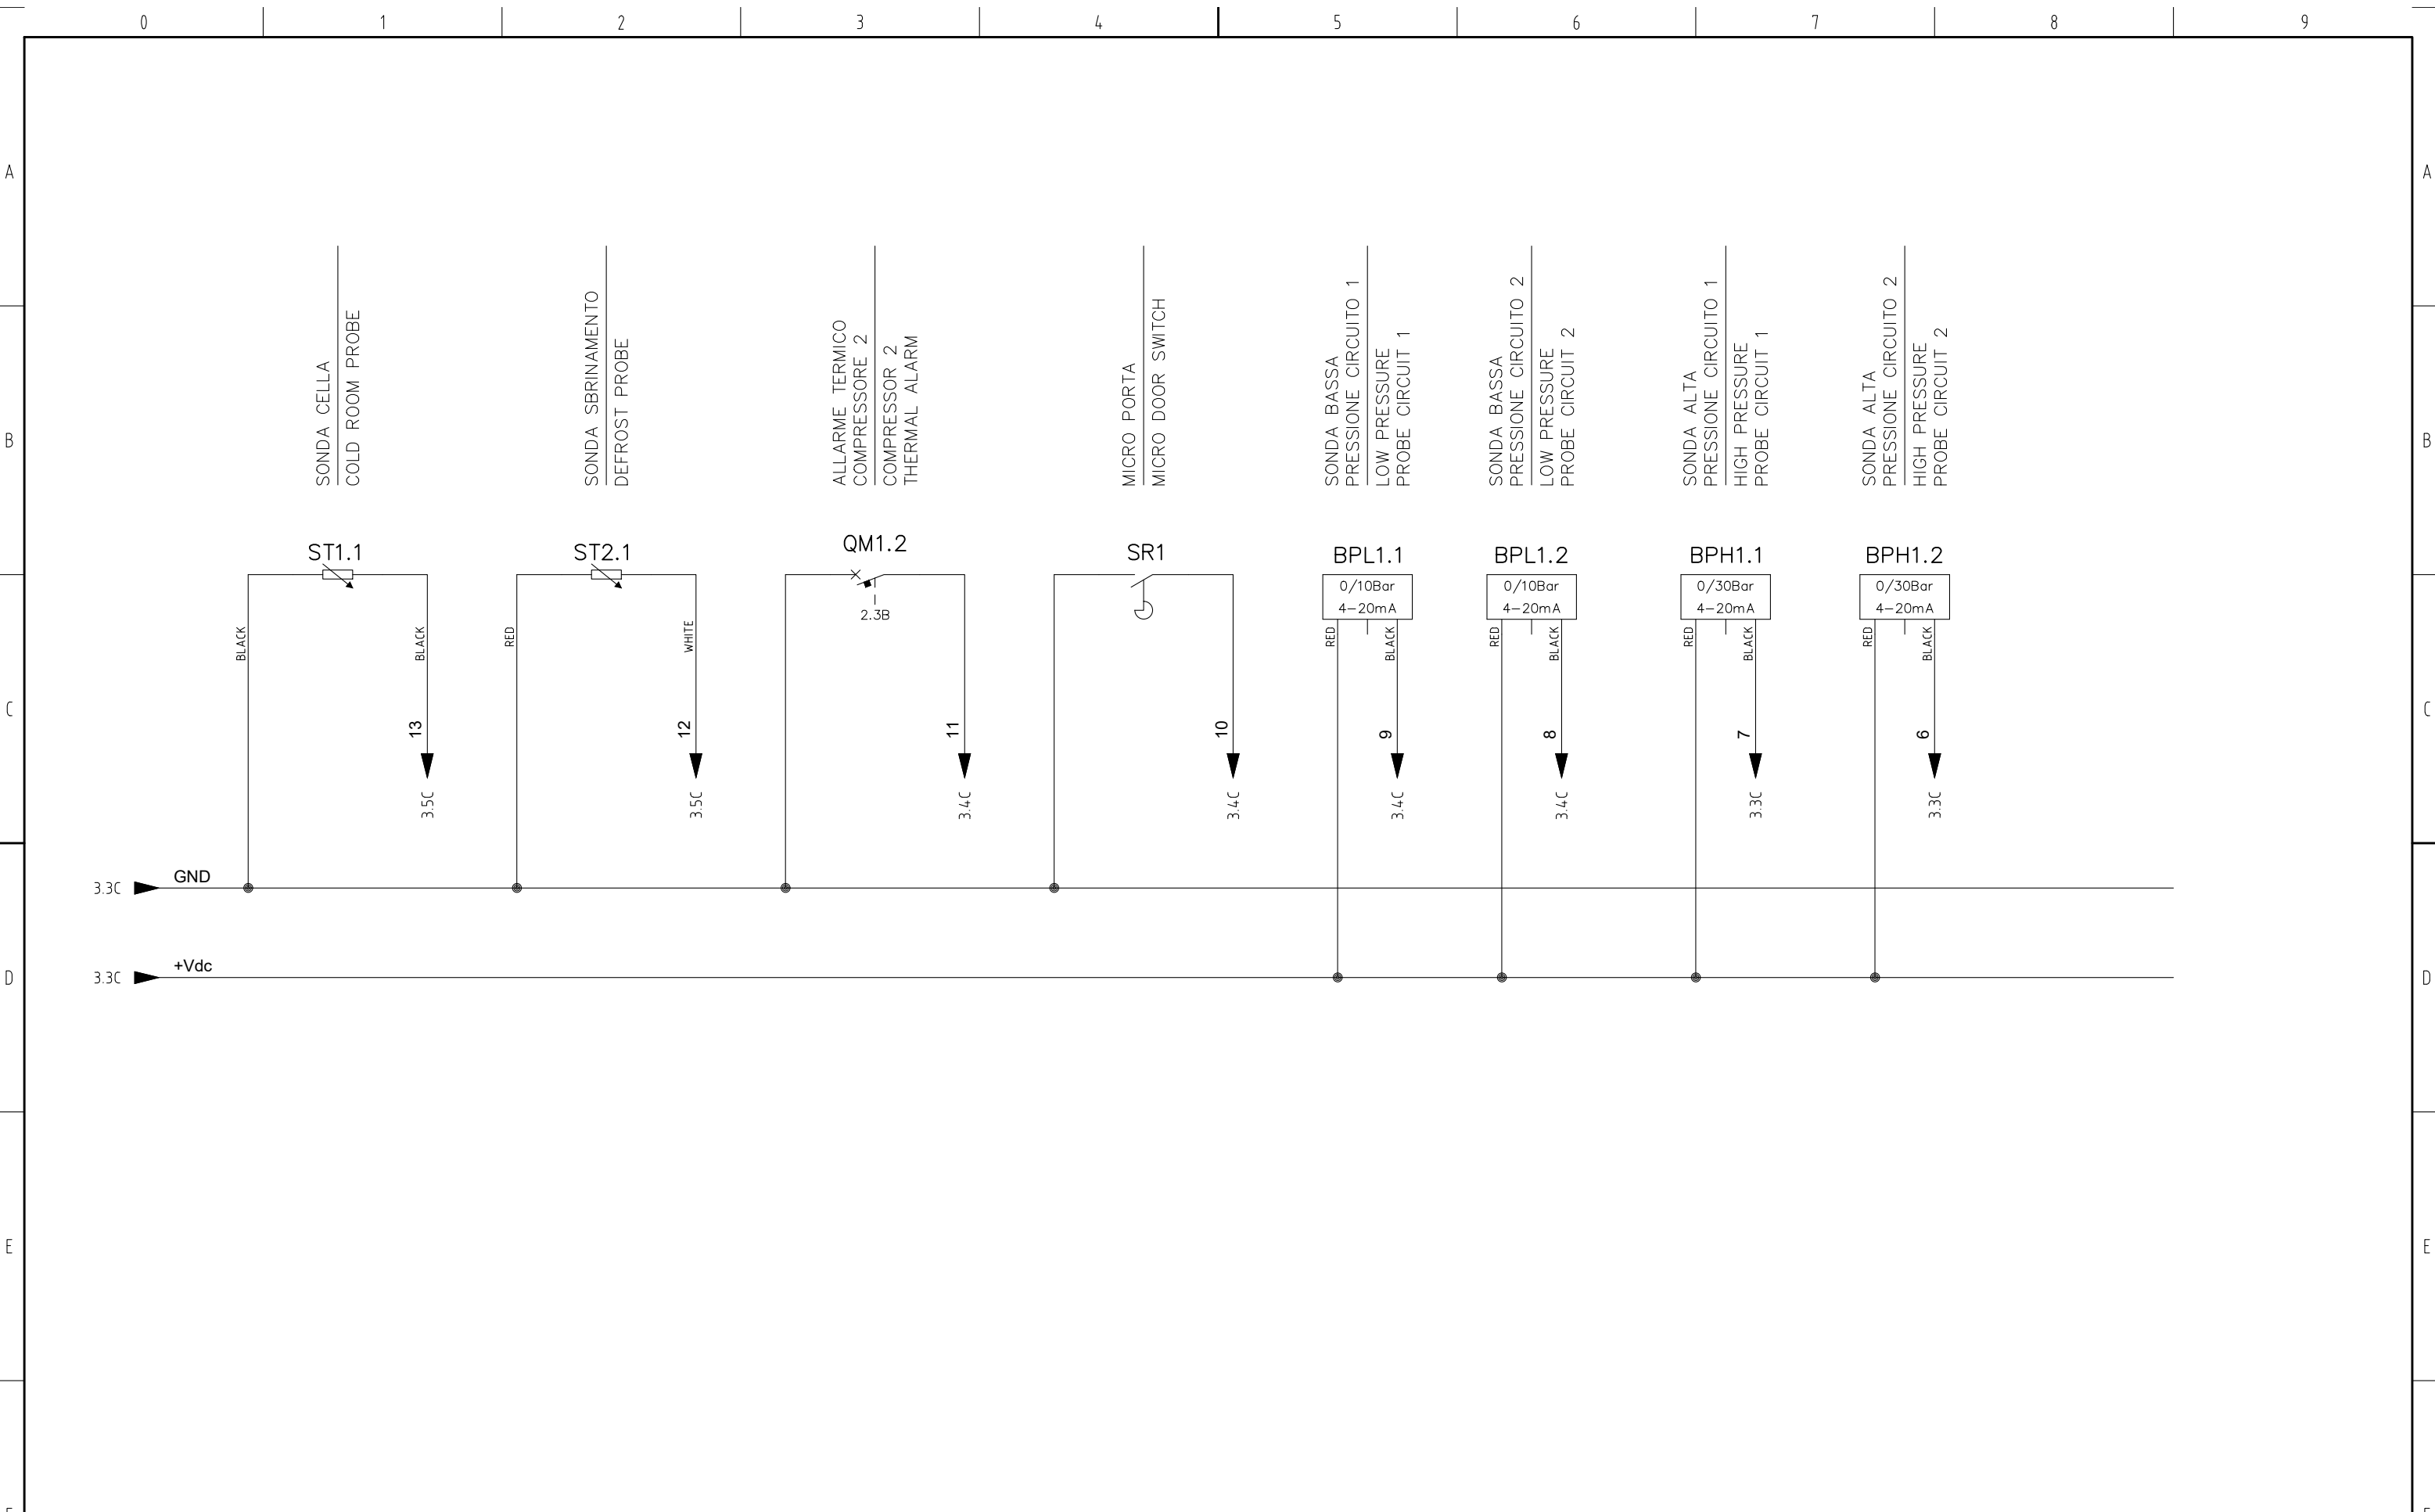 0 1 2 3 4 5 6 7 8 9
A A
B B
C C
D D
E E
SONDA CELLA
COLD ROOM PROBE
SONDA SBRINAMENTO
DEFROST PROBE
ALLARME TERMICO
COMPRESSORE 2
COMPRESSOR 2
THERMAL ALARM
MICRO PORTA
MICRO DOOR SWITCH
SONDA BASSA
PRESSIONE CIRCUITO 1
LOW PRESSURE
PROBE CIRCUIT 1
SONDA BASSA
PRESSIONE CIRCUITO 2
LOW PRESSURE
PROBE CIRCUIT 2
SONDA ALTA
PRESSIONE CIRCUITO 1
HIGH PRESSURE
PROBE CIRCUIT 1
SONDA ALTA
PRESSIONE CIRCUITO 2
HIGH PRESSURE
PROBE CIRCUIT 2
ST1.1
BLACK
BLACK
13
3.5C
ST2.1
RED
WHITE
12
3.5C
QM1.2
2.3B
11
3.4C
SR1
10
3.4C
BPL1.1
0/10Bar
4-20mA
RED
BLACK
9
3.4C
BPL1.2
0/10Bar
4-20mA
RED
BLACK
8
3.4C
BPH1.1
0/30Bar
4-20mA
RED
BLACK
7
3.3C
BPH1.2
0/30Bar
4-20mA
RED
BLACK
6
3.3C
3.3C GND
3.3C +Vdc